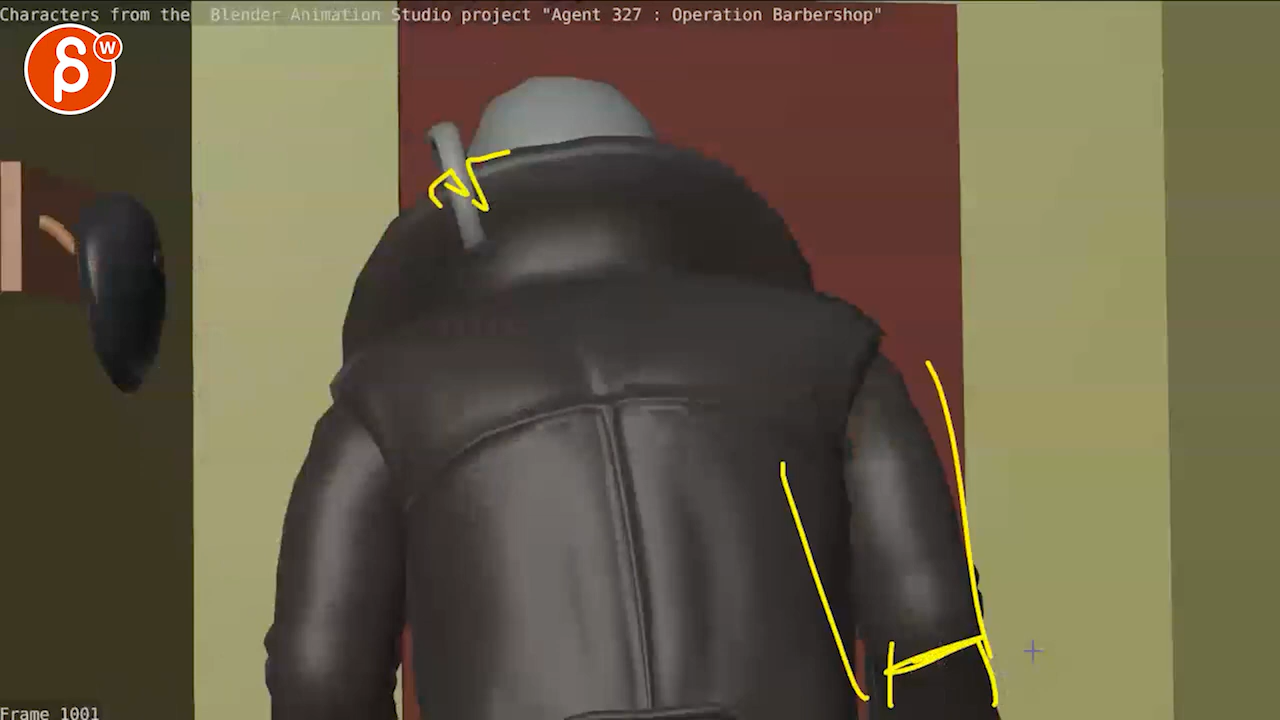 Characters from the Blender Animation Studio project "Agent 327 : Operation Barbershop"
W
Frame 1001